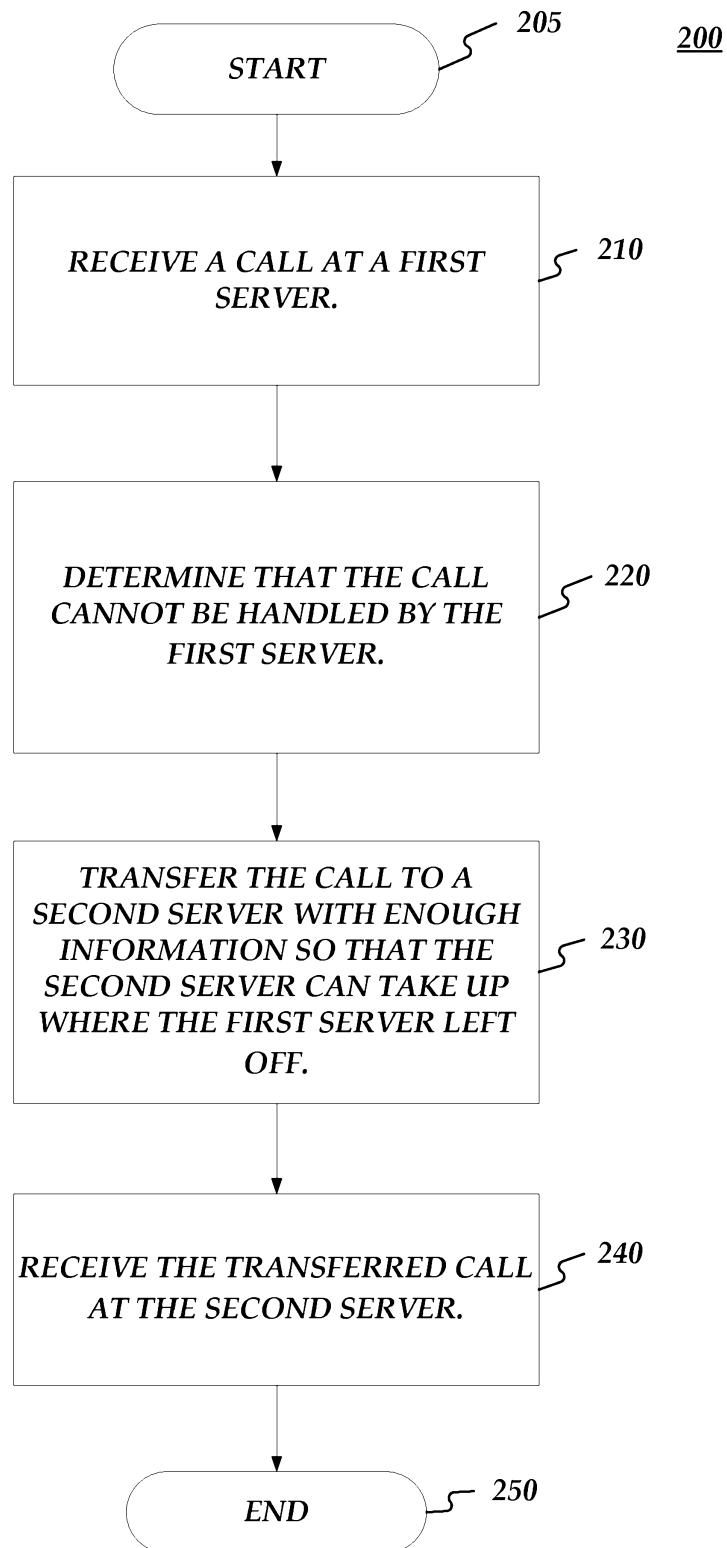 START
205
200
RECEIVE A CALL AT A FIRST
SERVER.
210
DETERMINE THAT THE CALL
CANNOT BE HANDLED BY THE
FIRST SERVER.
220
TRANSFER THE CALL TO A
SECOND SERVER WITH ENOUGH
INFORMATION SO THAT THE
SECOND SERVER CAN TAKE UP
WHERE THE FIRST SERVER LEFT
OFF.
230
RECEIVE THE TRANSFERRED CALL
AT THE SECOND SERVER.
240
END
250